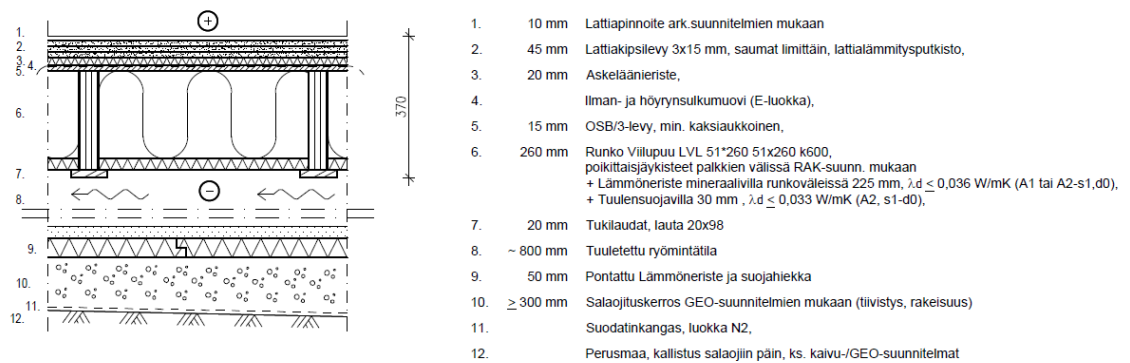 +
1.
2.
3.
4.
5.
6.
7.
8.
9.
10.
11.
12.
370
−
1. 10 mm Lattiapinnoite ark.suunnitelmien mukaan
2. 45 mm Lattiakipsilevy 3x15 mm, saumat limittäin, lattialämmitysputkisto,
3. 20 mm Askeläänieriste,
4. Ilman- ja höyrynsulkumuovi (E-luokka),
5. 15 mm OSB/3-levy, min. kaksiaukkoinen,
6. 260 mm Runko Viilupuu LVL 51*260 51x260 k600,
poikittaisjäykisteet palkkien välissä RAK-suunn. mukaan
+ Lämmöneriste mineraalivilla runkoväleissä 225 mm, λd ≤ 0,036 W/mK (A1 tai A2-s1,d0),
+ Tuulensuojavilla 30 mm , λd ≤ 0,033 W/mK (A2, s1-d0),
7. 20 mm Tukilaudat, lauta 20x98
8. ~ 800 mm Tuuletettu ryömintätila
9. 50 mm Pontattu Lämmöneriste ja suojahiekka
10. ≥ 300 mm Salaojituskerros GEO-suunnitelmien mukaan (tiivistys, rakeisuus)
11. Suodatinkangas, luokka N2,
12. Perusmaa, kallistus salaojiin päin, ks. kaivu-/GEO-suunnitelmat